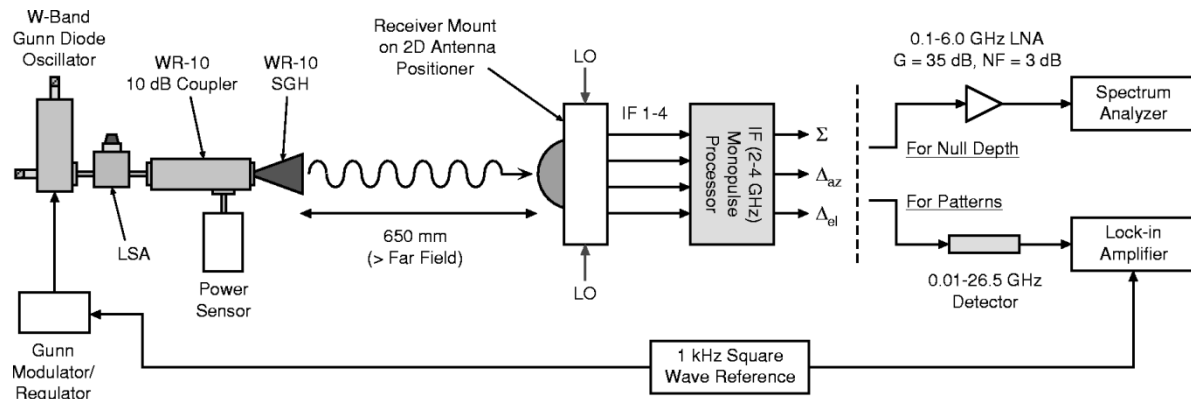 W-Band
Gunn Diode
Oscillator
WR-10
10 dB Coupler
WR-10
SGH
Receiver Mount
on 2D Antenna
Positioner
LO
IF 1-4
IF (2-4 GHz)
Monopulse
Processor
Σ
Δaz
Δel
0.1-6.0 GHz LNA
G = 35 dB, NF = 3 dB
Spectrum
Analyzer
For Null Depth
For Patterns
Lock-in
Amplifier
0.01-26.5 GHz
Detector
LSA
Power
Sensor
650 mm
(> Far Field)
LO
Gunn
Modulator/
Regulator
1 kHz Square
Wave Reference